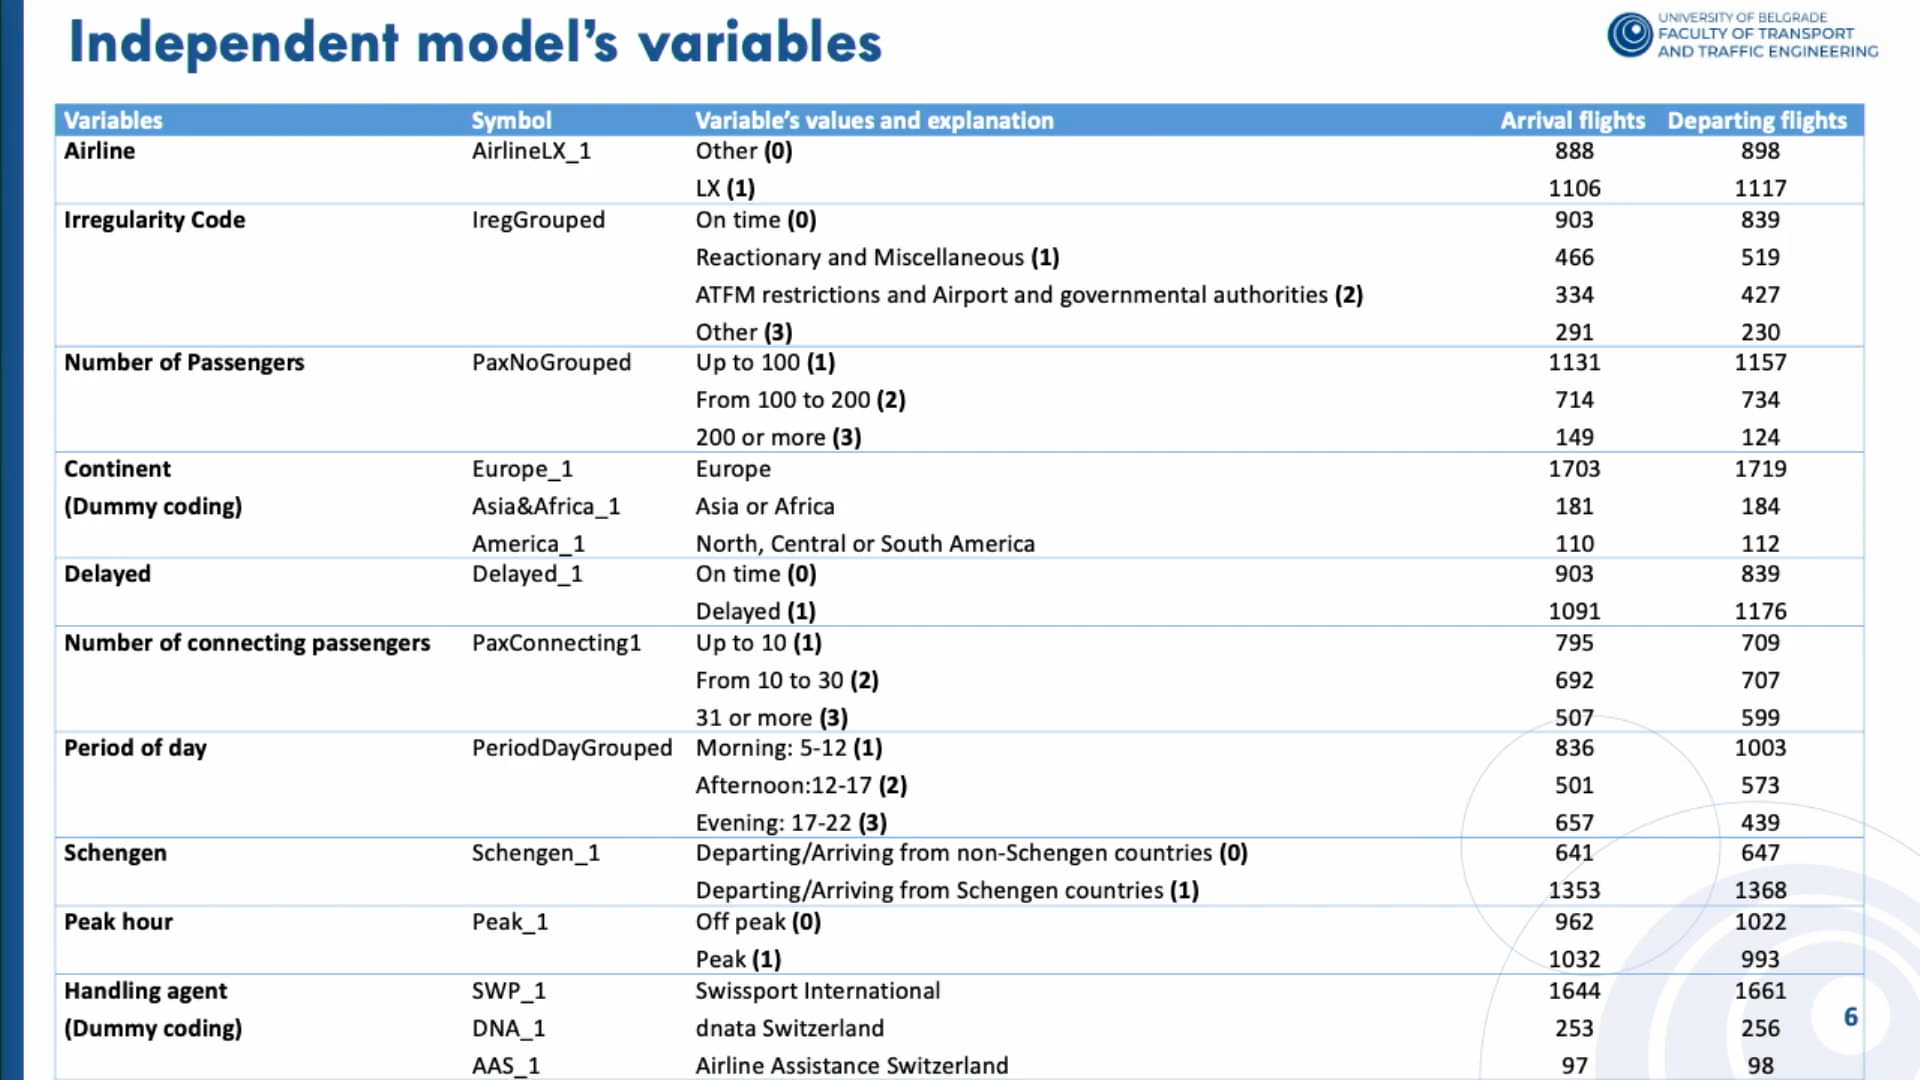 Independent model's variables
UNIVERSITY OF BELGRADE
FACULTY OF TRANSPORT
AND TRAFFIC ENGINEERING
Variables Symbol Variable's values and explanation Arrival flights Departing flights
Airline AirlineLX_1 Other (0) 888 898
LX (1) 1106 1117
Irregularity Code IregGrouped On time (0) 903 839
Reactionary and Miscellaneous (1) 466 519
ATFM restrictions and Airport and governmental authorities (2) 334 427
Other (3) 291 230
Number of Passengers PaxNoGrouped Up to 100 (1) 1131 1157
From 100 to 200 (2) 714 734
200 or more (3) 149 124
Continent Europe_1 Europe 1703 1719
(Dummy coding) Asia&Africa_1 Asia or Africa 181 184
America_1 North, Central or South America 110 112
Delayed Delayed_1 On time (0) 903 839
Delayed (1) 1091 1176
Number of connecting passengers PaxConnecting1 Up to 10 (1) 795 709
From 10 to 30 (2) 692 707
31 or more (3) 507 599
Period of day PeriodDayGrouped Morning: 5-12 (1) 836 1003
Afternoon:12-17 (2) 501 573
Evening: 17-22 (3) 657 439
Schengen Schengen_1 Departing/Arriving from non-Schengen countries (0) 641 647
Departing/Arriving from Schengen countries (1) 1353 1368
Peak hour Peak_1 Off peak (0) 962 1022
Peak (1) 1032 993
Handling agent SWP_1 Swissport International 1644 1661
(Dummy coding) DNA_1 dnata Switzerland 253 256
AAS_1 Airline Assistance Switzerland 97 98
6